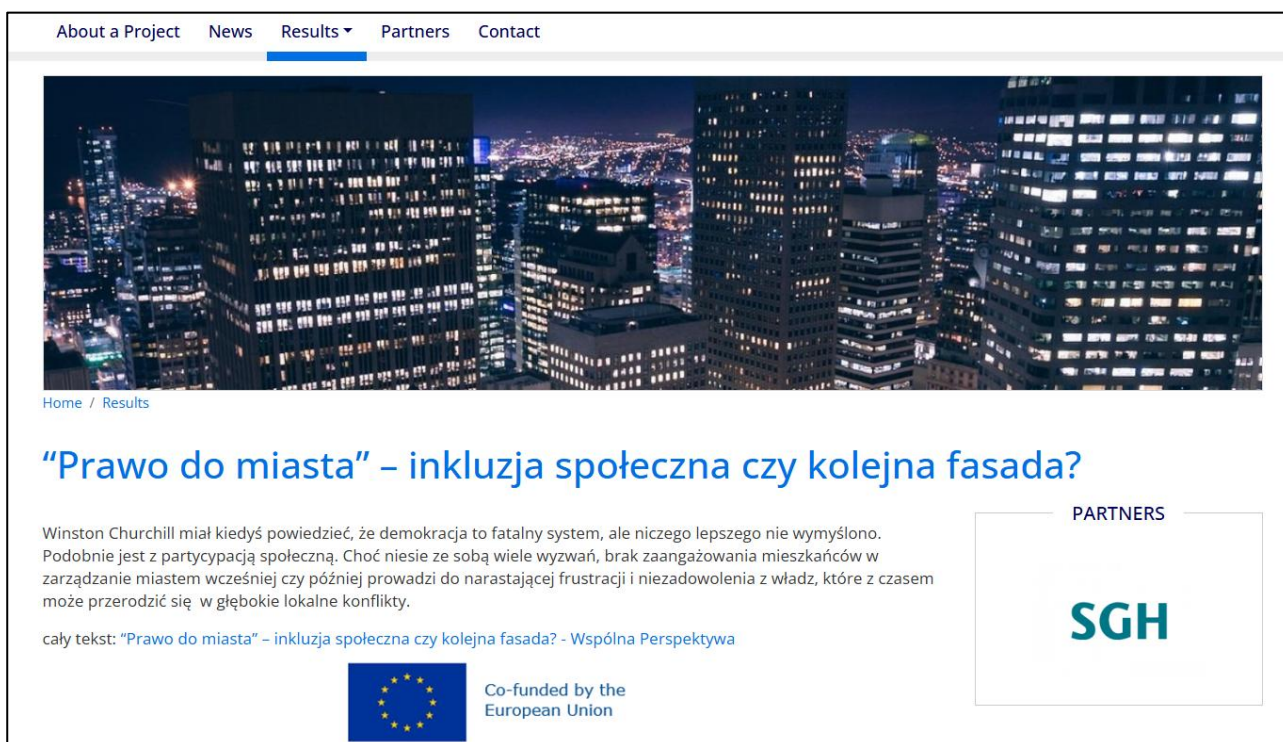 About a Project News Results Partners Contact
Home / Results
“Prawo do miasta” – inkluzja społeczna czy kolejna fasada?
Winston Churchill miał kiedyś powiedzieć, że demokracja to fatalny system, ale niczego lepszego nie wymyślono.
Podobnie jest z partycypacją społeczną. Choć niesie ze sobą wiele wyzwań, brak zaangażowania mieszkańców w
zarządzanie miastem wcześniej czy później prowadzi do narastającej frustracji i niezadowolenia z władz, które z czasem
może przerodzić się w głębokie lokalne konflikty.
cały tekst: “Prawo do miasta” – inkluzja społeczna czy kolejna fasada? - Wspólna Perspektywa
Co-funded by the
European Union
PARTNERS
SGH